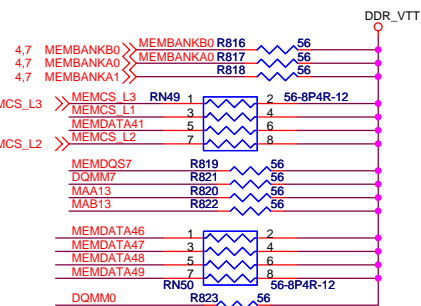 DDR_VTT
4,7 MEMBANKB0 MEMBANKB0 R816 56
4,7 MEMBANKA0 MEMBANKA0 R817 56
4,7 MEMBANKA1 R818 56
MCS_L3 MEMCS_L3 RN49 1 2 56-8P4R-12
MEMCS_L1 3 4
MEMDATA41 5 6
MCS_L2 MEMCS_L2 7 8
MEMDQS7 R819 56
DQMM7 R821 56
MAA13 R820 56
MAB13 R822 56
MEMDATA46 1 2
MEMDATA47 3 4
MEMDATA48 5 6
MEMDATA49 7 8
RN50 56-8P4R-12
DQMM0 R823 56